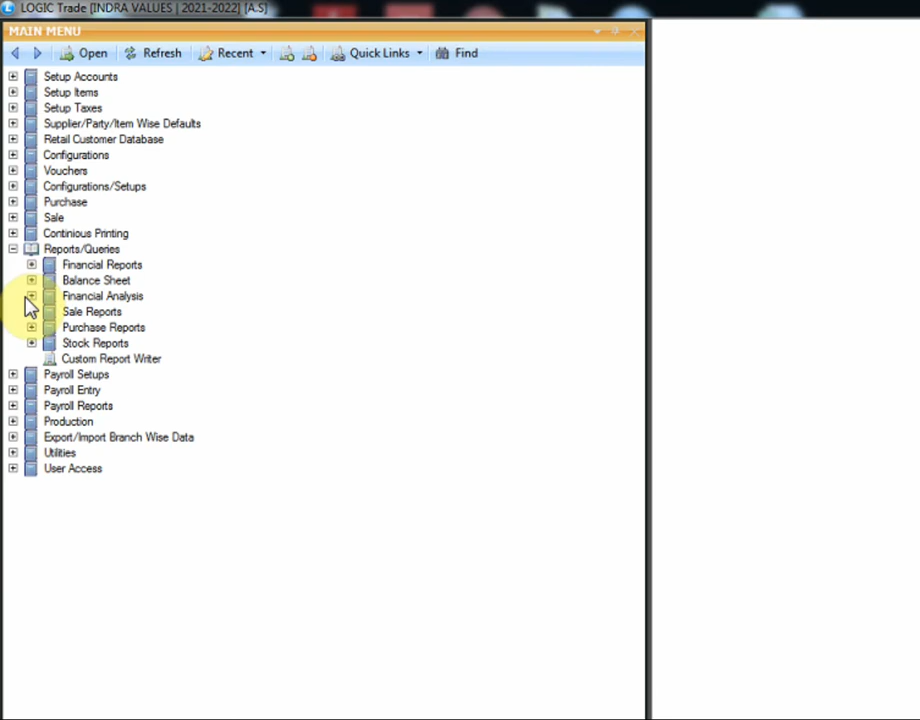 LOGIC Trade [INDRA VALUES | 2021-2022] [A.S]
MAIN MENU
Open Refresh Recent Quick Links Find
Setup Accounts
Setup Items
Setup Taxes
Supplier/Party/Item Wise Defaults
Retail Customer Database
Configurations
Vouchers
Configurations/Setups
Purchase
Sale
Continious Printing
Reports/Queries
Financial Reports
Balance Sheet
Financial Analysis
Sale Reports
Purchase Reports
Stock Reports
Custom Report Writer
Payroll Setups
Payroll Entry
Payroll Reports
Production
Export/Import Branch Wise Data
Utilities
User Access